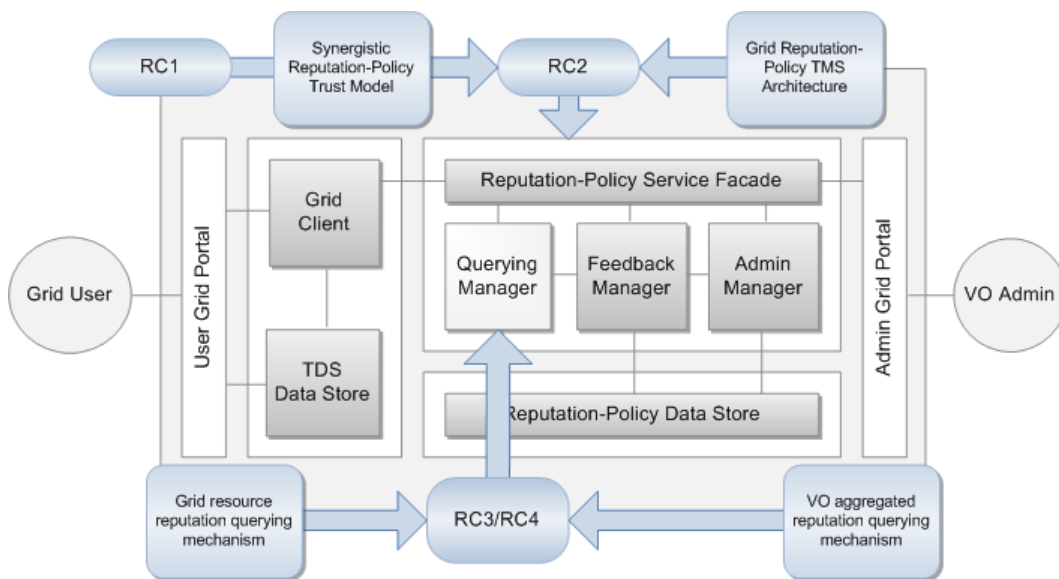 RC1
Synergistic
Reputation-Policy
Trust Model
RC2
Grid Reputation-
Policy TMS
Architecture
Grid User
User Grid Portal
Grid
Client
TDS
Data Store
Reputation-Policy Service Facade
Querying
Manager
Feedback
Manager
Admin
Manager
Reputation-Policy Data Store
Admin Grid Portal
VO Admin
Grid resource
reputation querying
mechanism
RC3/RC4
VO aggregated
reputation querying
mechanism